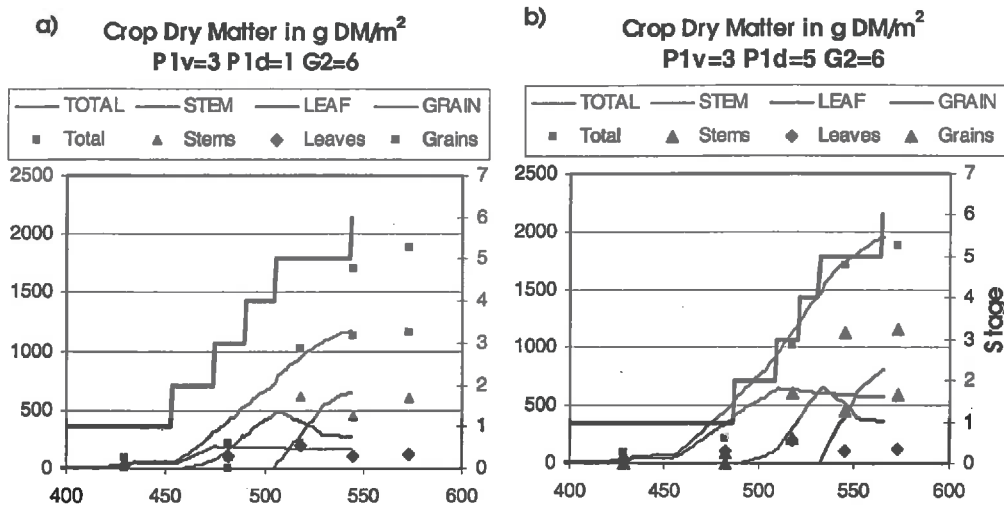 a) Crop Dry Matter in g DM/m²
P1v=3 P1d=1 G2=6
TOTAL STEM LEAF GRAIN
Total Stems Leaves Grains
2500
2000
1500
1000
500
0
7
6
5
4
3
2
1
0
400 450 500 550 600
b) Crop Dry Matter in g DM/m²
P1v=3 P1d=5 G2=6
TOTAL STEM LEAF GRAIN
Total Stems Leaves Grains
2500
2000
1500
1000
500
0
7
6
5
4
3
2
1
0
Stage
400 450 500 550 600